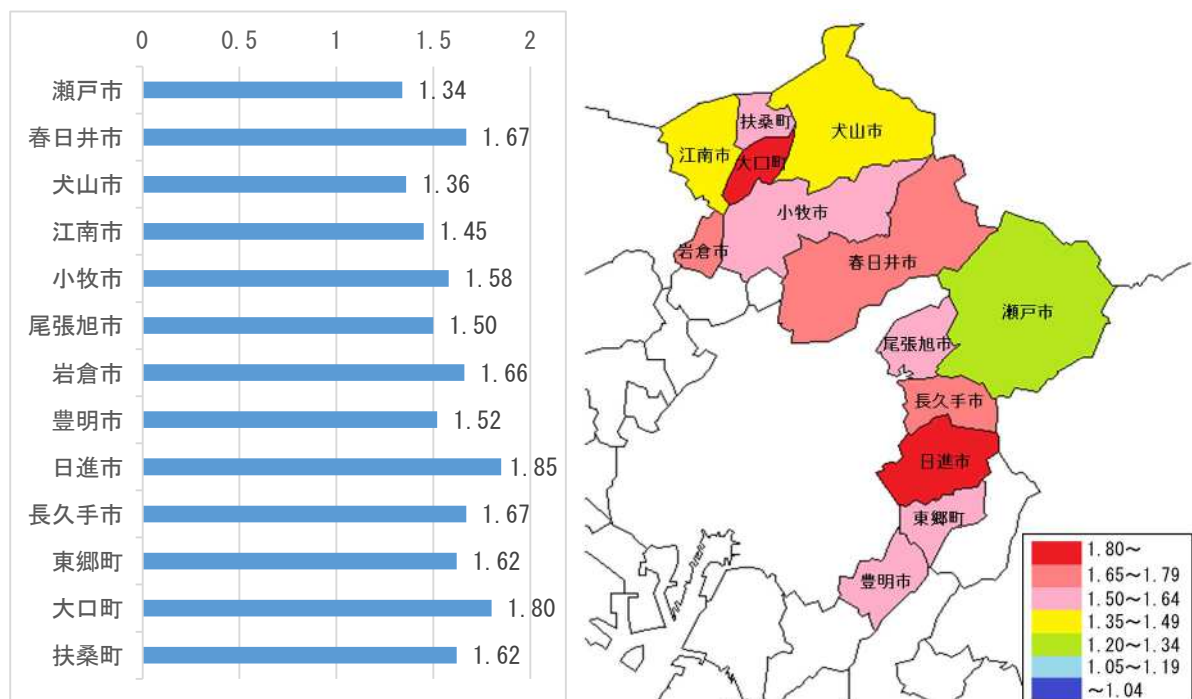 0 0.5 1 1.5 2
瀬戸市 1.34
春日井市 1.67
犬山市 1.36
江南市 1.45
小牧市 1.58
尾張旭市 1.50
岩倉市 1.66
豊明市 1.52
日進市 1.85
長久手市 1.67
東郷町 1.62
大口町 1.80
扶桑町 1.62
扶桑町
犬山市
江南市
大口町
小牧市
岩倉市
春日井市
瀬戸市
尾張旭市
長久手市
日進市
東郷町
豊明市
1.80～
1.65～1.79
1.50～1.64
1.35～1.49
1.20～1.34
1.05～1.19
～1.04